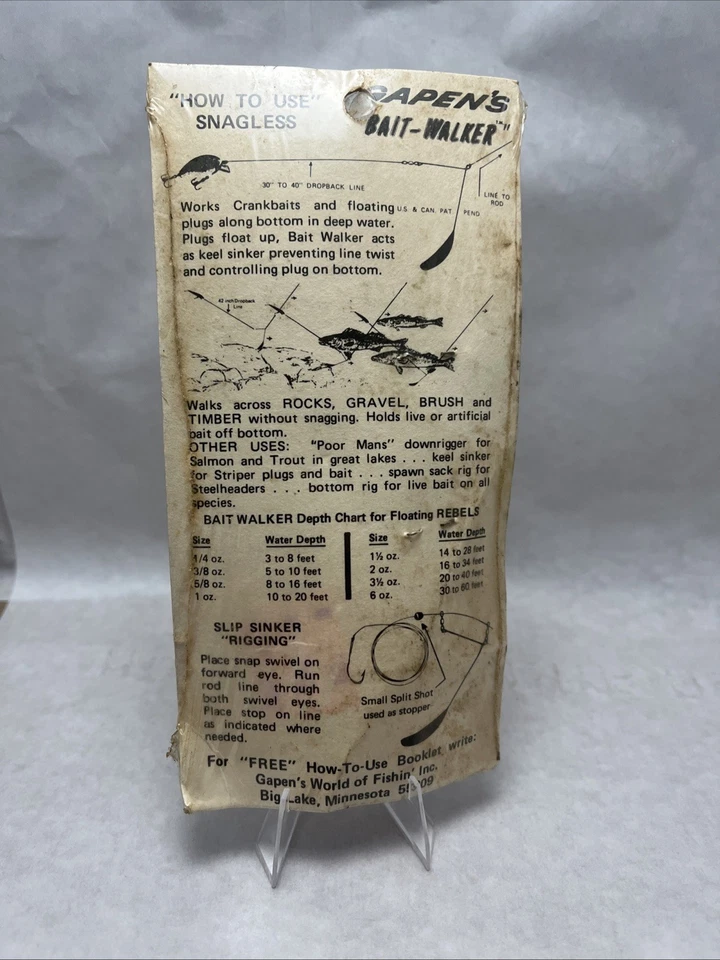 "HOW TO USE"
SNAGLESS
GAPEN'S
"BAIT-WALKER"™
30" TO 40" DROPBACK LINE
LINE TO
ROD
U.S. & CAN. PAT. PEND
Works Crankbaits and floating
plugs along bottom in deep water.
Plugs float up, Bait Walker acts
as keel sinker preventing line twist
and controlling plug on bottom.
42 inch Dropback
Line
Walks across ROCKS, GRAVEL, BRUSH and
TIMBER without snagging. Holds live or artificial
bait off bottom.
OTHER USES: "Poor Mans" downrigger for
Salmon and Trout in great lakes . . . keel sinker
for Striper plugs and bait . . . spawn sack rig for
Steelheaders . . . bottom rig for live bait on all
species.
BAIT WALKER Depth Chart for Floating REBELS
Size Water Depth Size Water Depth
1/4 oz. 3 to 8 feet 1½ oz. 14 to 28 feet
3/8 oz. 5 to 10 feet 2 oz. 16 to 34 feet
5/8 oz. 8 to 16 feet 3½ oz. 20 to 40 feet
1 oz. 10 to 20 feet 6 oz. 30 to 60 feet
SLIP SINKER
"RIGGING"
Place snap swivel on
forward eye. Run
rod line through
both swivel eyes.
Place stop on line
as indicated where
needed.
Small Split Shot
used as stopper
For "FREE" How-To-Use Booklet write:
Gapen's World of Fishin' Inc.
Big Lake, Minnesota